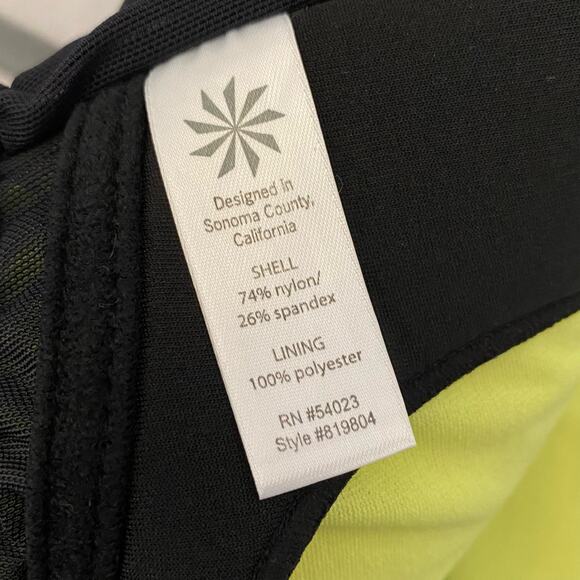 Designed in
Sonoma County,
California
SHELL
74% nylon/
26% spandex
LINING
100% polyester
RN #54023
Style #819804